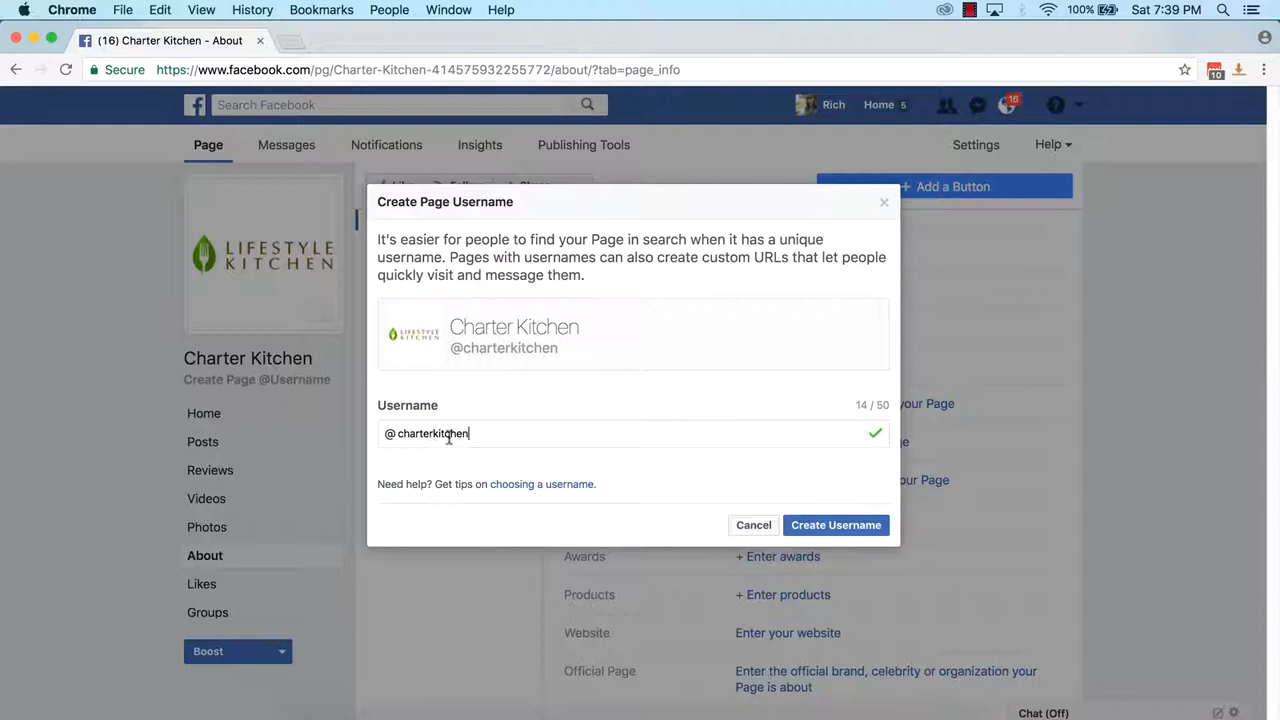 Chrome File Edit View History Bookmarks People Window Help 100% Sat 7:39 PM
(16) Charter Kitchen - About
Secure https://www.facebook.com/pg/Charter-Kitchen-414575932255772/about/?tab=page_info
10
Search Facebook
Rich Home 5 16
Page Messages Notifications Insights Publishing Tools Settings Help
+ Add a Button
LIFESTYLE
KITCHEN
Charter Kitchen
Create Page @Username
Home
Posts
Reviews
Videos
Photos
About
Likes
Groups
Boost
Create Page Username
It's easier for people to find your Page in search when it has a unique
username. Pages with usernames can also create custom URLs that let people
quickly visit and message them.
LIFESTYLE
KITCHEN
Charter Kitchen
@charterkitchen
Username 14 / 50
@ charterkitchen
Need help? Get tips on choosing a username.
Cancel Create Username
your Page
your Page
Awards + Enter awards
Products + Enter products
Website Enter your website
Official Page Enter the official brand, celebrity or organization your
Page is about
Chat (Off)